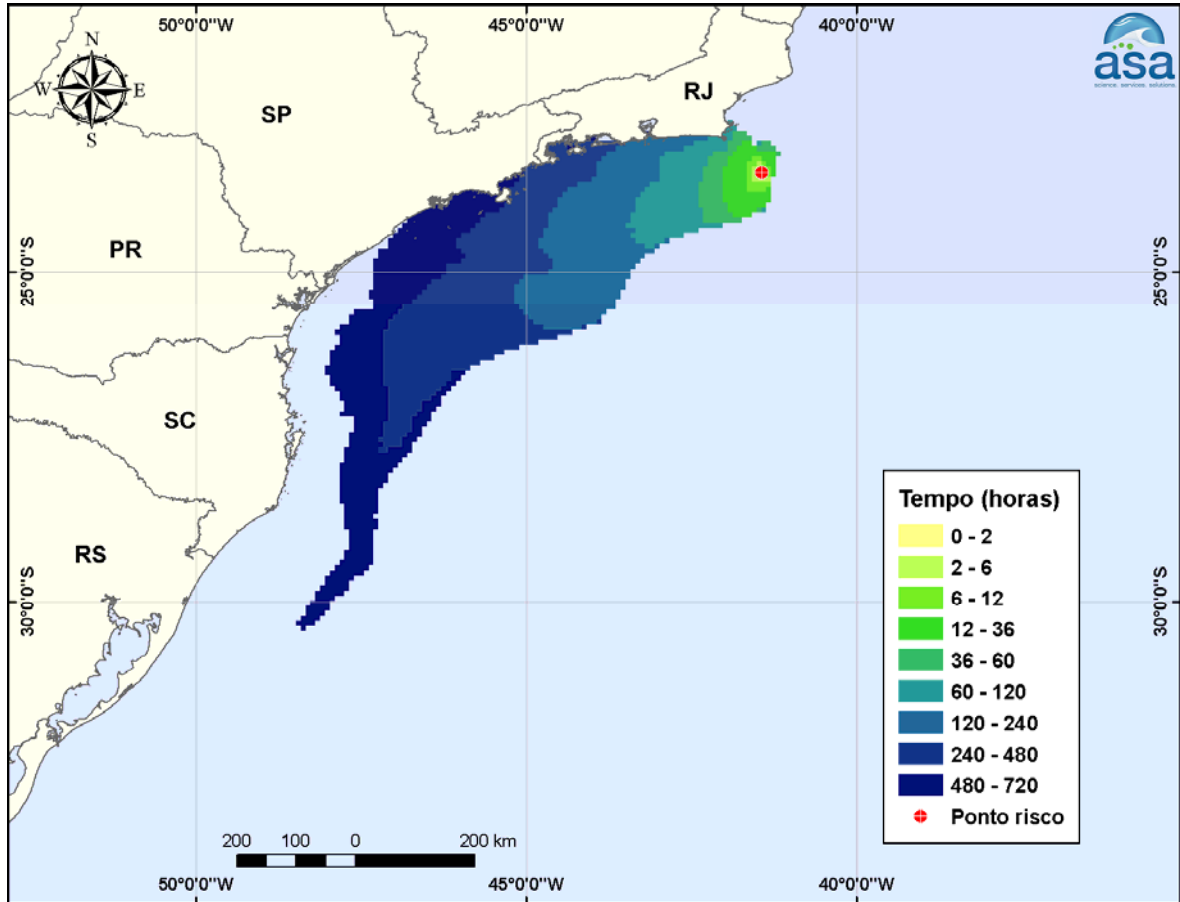 50°0'0"W 45°0'0"W 40°0'0"W
asa
science. services. solutions.
N
W E
S
SP
RJ
PR
25°0'0"S 25°0'0"S
SC
RS
30°0'0"S 30°0'0"S
Tempo (horas)
0 - 2
2 - 6
6 - 12
12 - 36
36 - 60
60 - 120
120 - 240
240 - 480
480 - 720
Ponto risco
200 100 0 200 km
50°0'0"W 45°0'0"W 40°0'0"W